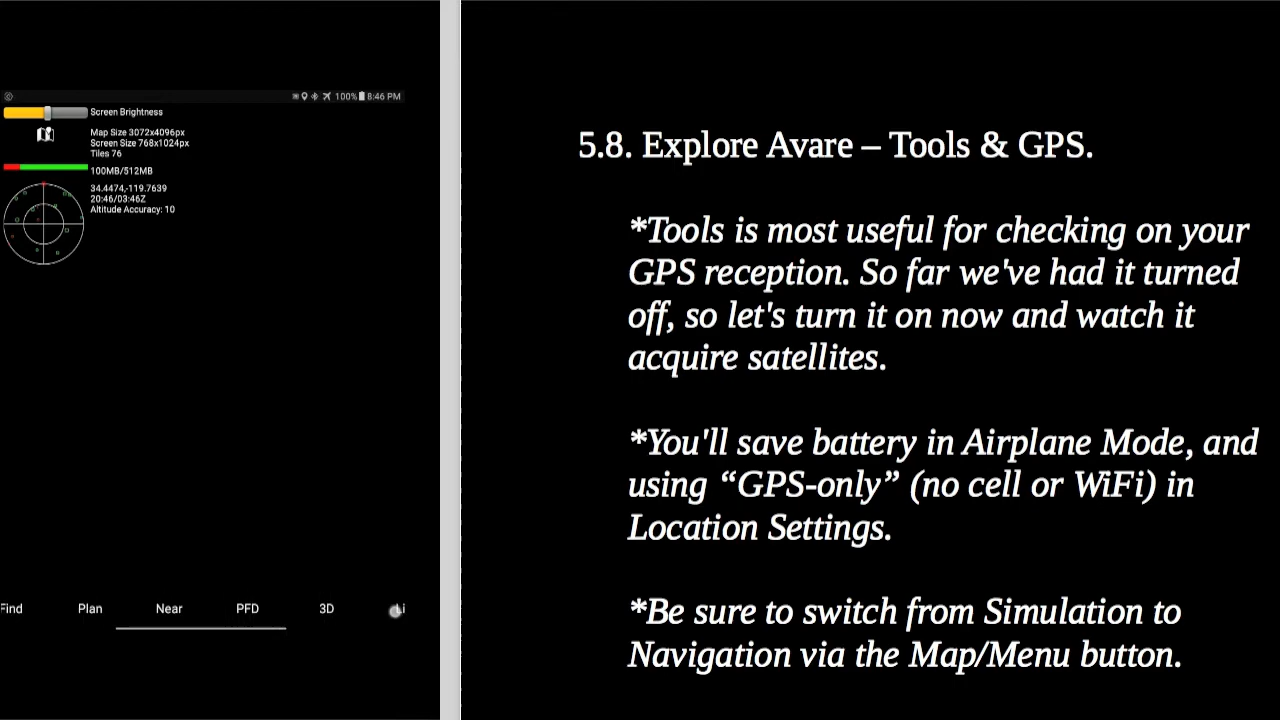 100% 8:46 PM
Screen Brightness
Map Size 3072x4096px
Screen Size 768x1024px
Tiles 76
100MB/512MB
34.4474,-119.7639
20:46/03:46Z
Altitude Accuracy: 10
Find Plan Near PFD 3D Li
5.8. Explore Avare – Tools & GPS.
*Tools is most useful for checking on your
GPS reception. So far we've had it turned
off, so let's turn it on now and watch it
acquire satellites.
*You'll save battery in Airplane Mode, and
using “GPS-only” (no cell or WiFi) in
Location Settings.
*Be sure to switch from Simulation to
Navigation via the Map/Menu button.